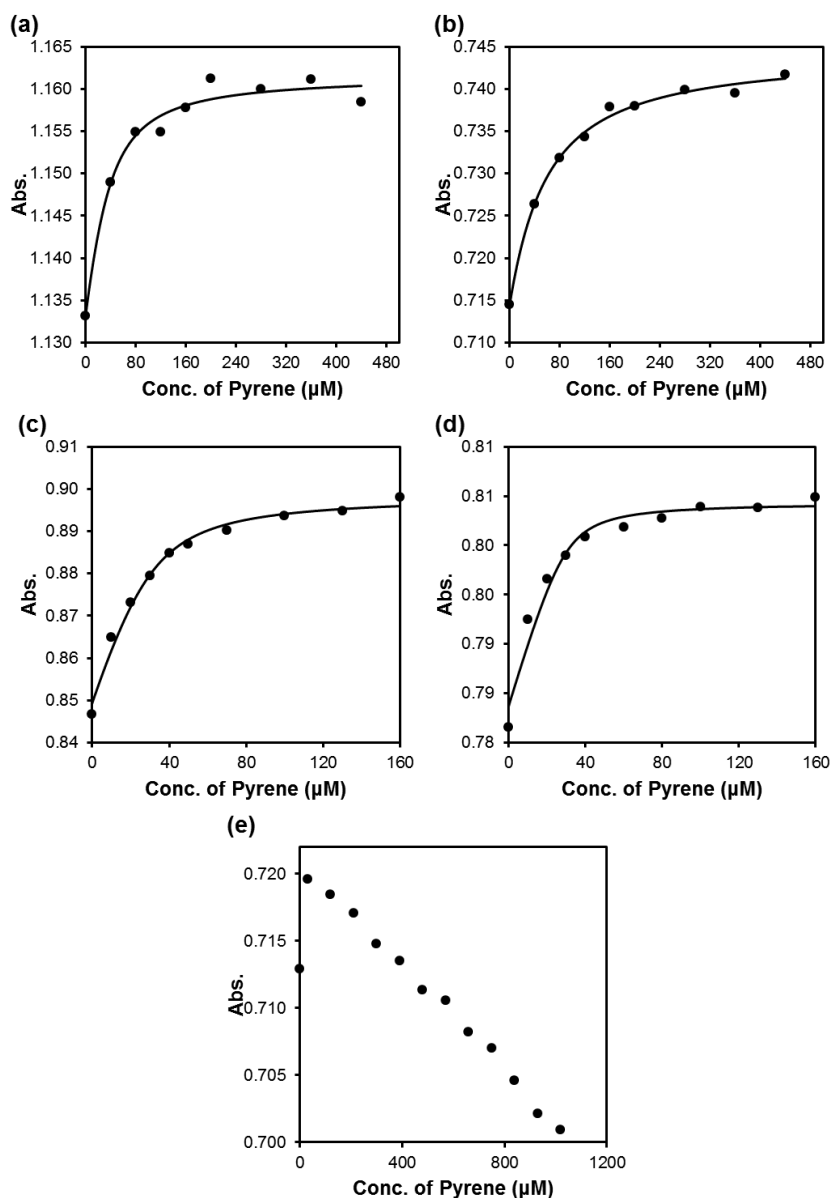 (a)
(b)
1.165
1.160
1.155
1.150
1.145
1.140
1.135
1.130
Abs.
0 80 160 240 320 400 480
Conc. of Pyrene (μM)
0.745
0.740
0.735
0.730
0.725
0.720
0.715
0.710
Abs.
0 80 160 240 320 400 480
Conc. of Pyrene (μM)
(c)
(d)
0.91
0.90
0.89
0.88
0.87
0.86
0.85
0.84
Abs.
0 40 80 120 160
Conc. of Pyrene (μM)
0.81
0.81
0.80
0.80
0.79
0.79
0.78
Abs.
0 40 80 120 160
Conc. of Pyrene (μM)
(e)
0.720
0.715
0.710
0.705
0.700
Abs.
0 400 800 1200
Conc. of Pyrene (μM)